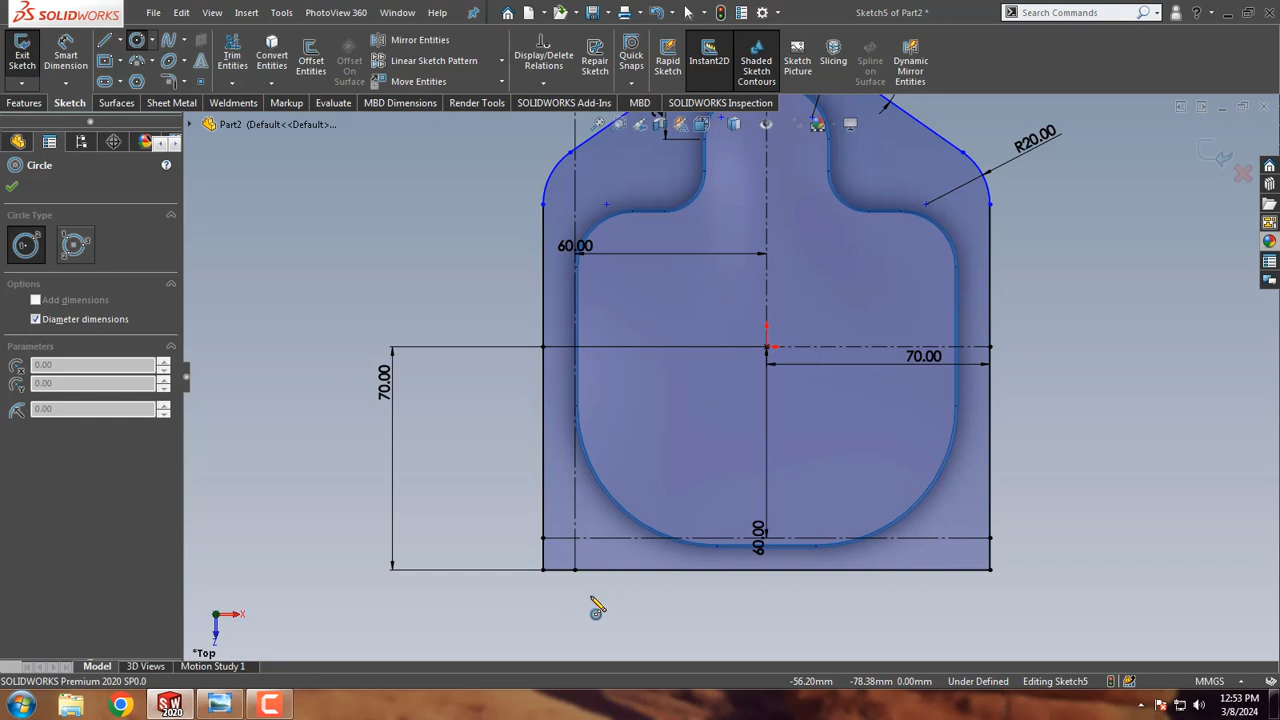 SOLIDWORKS
File Edit View Insert Tools PhotoView 360 Window Help
Sketch5 of Part2 *
Search Commands
Exit Sketch
Smart Dimension
Trim Entities
Convert Entities
Offset Entities
Offset On Surface
Mirror Entities
Linear Sketch Pattern
Move Entities
Display/Delete Relations
Repair Sketch
Quick Snaps
Rapid Sketch
Instant2D
Shaded Sketch Contours
Sketch Picture
Slicing
Spline on Surface
Dynamic Mirror Entities
Features Sketch Surfaces Sheet Metal Weldments Markup Evaluate MBD Dimensions Render Tools SOLIDWORKS Add-Ins MBD SOLIDWORKS Inspection
Part2 (Default<<Default>...
Circle
Circle Type
Options
Add dimensions
Diameter dimensions
Parameters
0.00
0.00
0.00
R20.00
60.00
70.00
70.00
60.00
X
Z
*Top
Model 3D Views Motion Study 1
SOLIDWORKS Premium 2020 SP0.0
-56.20mm -78.38mm 0.00mm Under Defined Editing Sketch5 MMGS
SW
2020
12:53 PM
3/8/2024